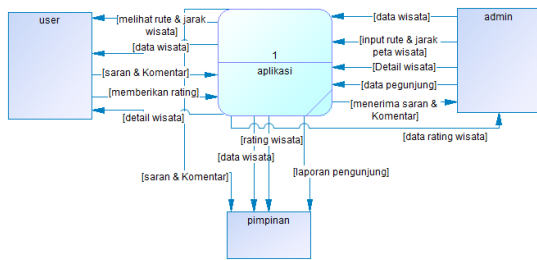 user
[melihat rute & jarak
wisata]
[data wisata]
[saran & Komentar]
[memberikan rating]
[detail wisata]
1
aplikasi
[data wisata]
[input rute & jarak
peta wisata]
[Detail wisata]
[data pegunjung]
[menerima saran &
Komentar]
admin
[data rating wisata]
[rating wisata]
[data wisata]
[saran & Komentar]
[laporan pengunjung]
pimpinan